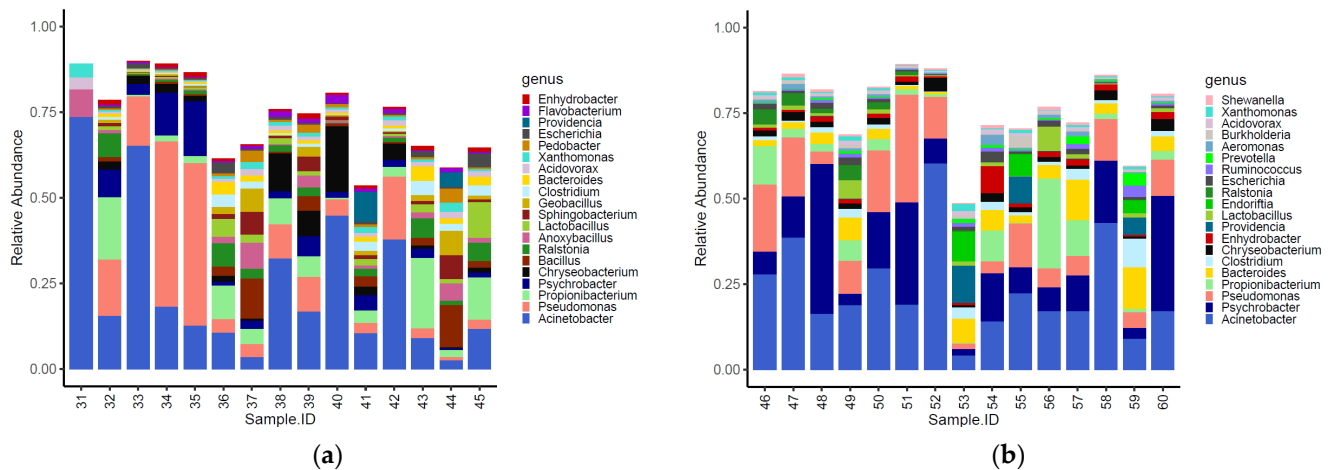 1.00
0.75
0.50
0.25
0.00
Relative Abundance
31 32 33 34 35 36 37 38 39 40 41 42 43 44 45
Sample.ID
genus
Enhydrobacter
Flavobacterium
Providencia
Escherichia
Pedobacter
Xanthomonas
Acidovorax
Bacteroides
Clostridium
Geobacillus
Sphingobacterium
Lactobacillus
Anoxybacillus
Ralstonia
Bacillus
Chryseobacterium
Psychrobacter
Propionibacterium
Pseudomonas
Acinetobacter
(a)
1.00
0.75
0.50
0.25
0.00
Relative Abundance
46 47 48 49 50 51 52 53 54 55 56 57 58 59 60
Sample.ID
genus
Shewanella
Xanthomonas
Acidovorax
Burkholderia
Aeromonas
Prevotella
Ruminococcus
Escherichia
Ralstonia
Endoriftia
Lactobacillus
Providencia
Enhydrobacter
Chryseobacterium
Clostridium
Bacteroides
Propionibacterium
Pseudomonas
Psychrobacter
Acinetobacter
(b)